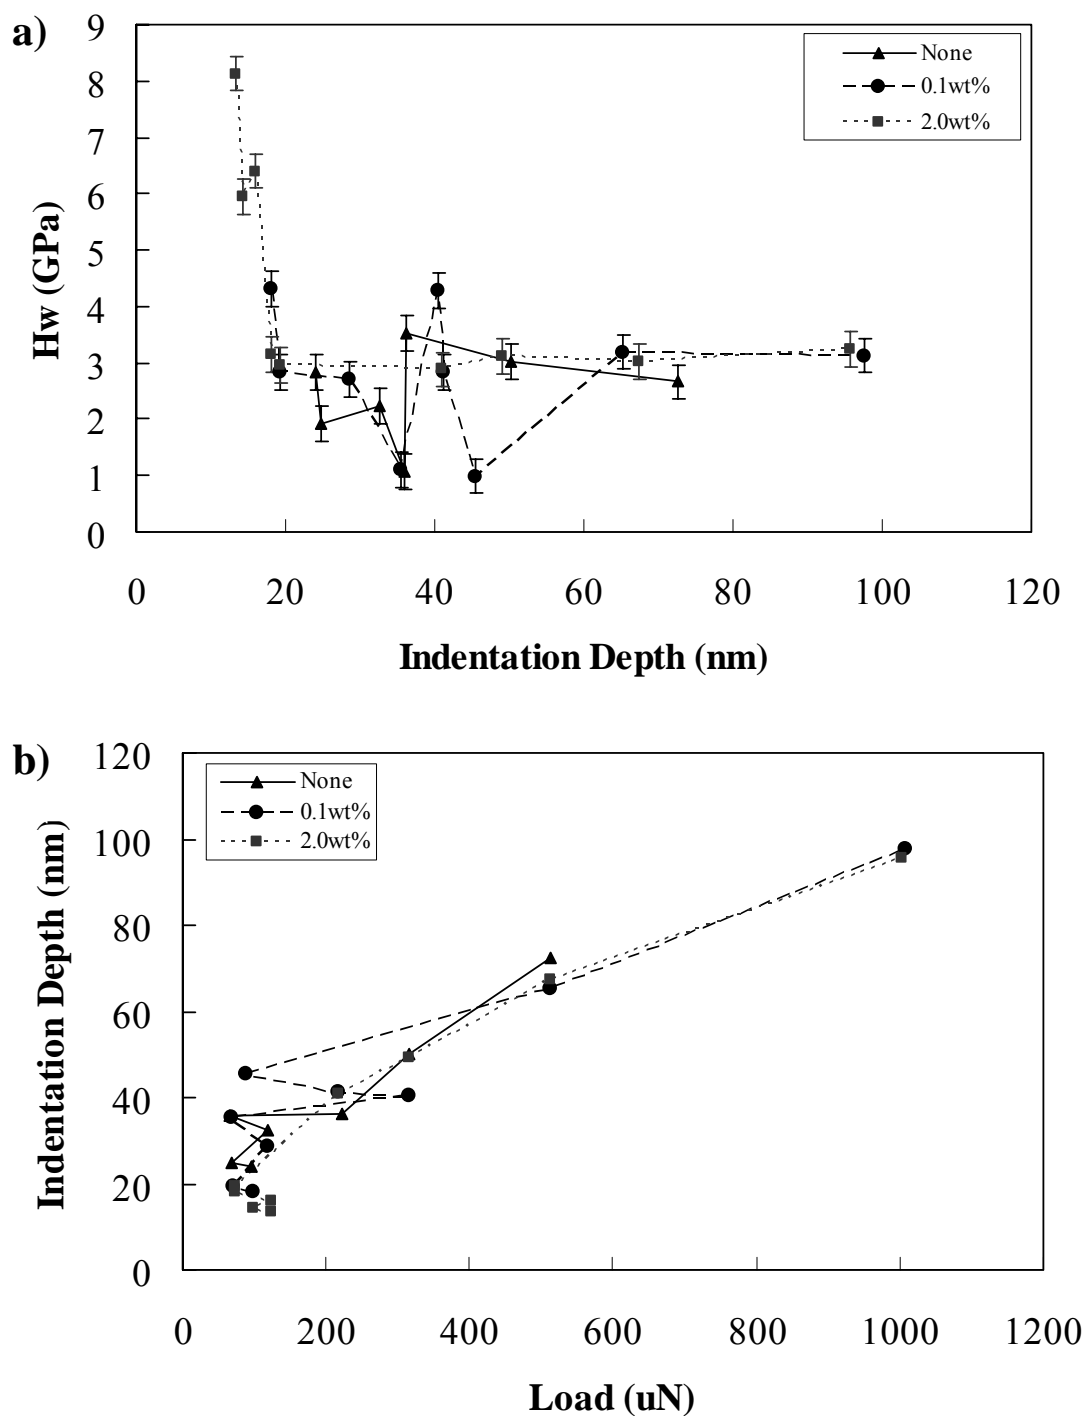 a)
9
8
7
6
5
4
3
2
1
0
Hw (GPa)
None
0.1wt%
2.0wt%
0 20 40 60 80 100 120
Indentation Depth (nm)
b)
120
100
80
60
40
20
0
Indentation Depth (nm)
None
0.1wt%
2.0wt%
0 200 400 600 800 1000 1200
Load (uN)